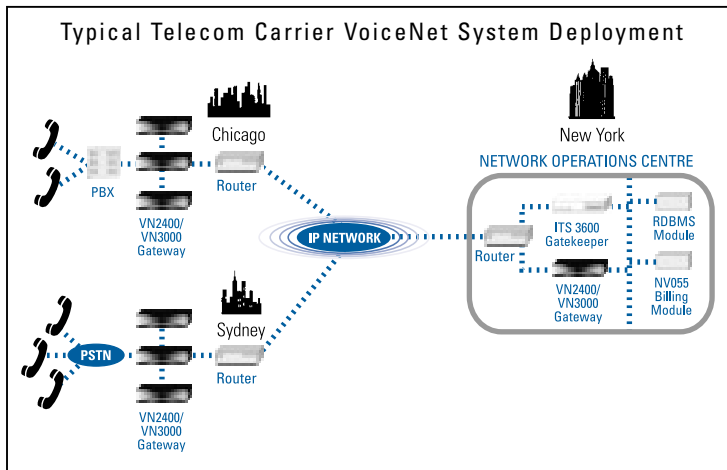 Typical Telecom Carrier VoiceNet System Deployment
Chicago
New York
PBX
Router
VN2400/
VN3000
Gateway
NETWORK OPERATIONS CENTRE
ITS 3600
Gatekeeper
RDBMS
Module
IP NETWORK
Router
VN2400/
VN3000
Gateway
NV055
Billing
Module
Sydney
PSTN
Router
VN2400/
VN3000
Gateway